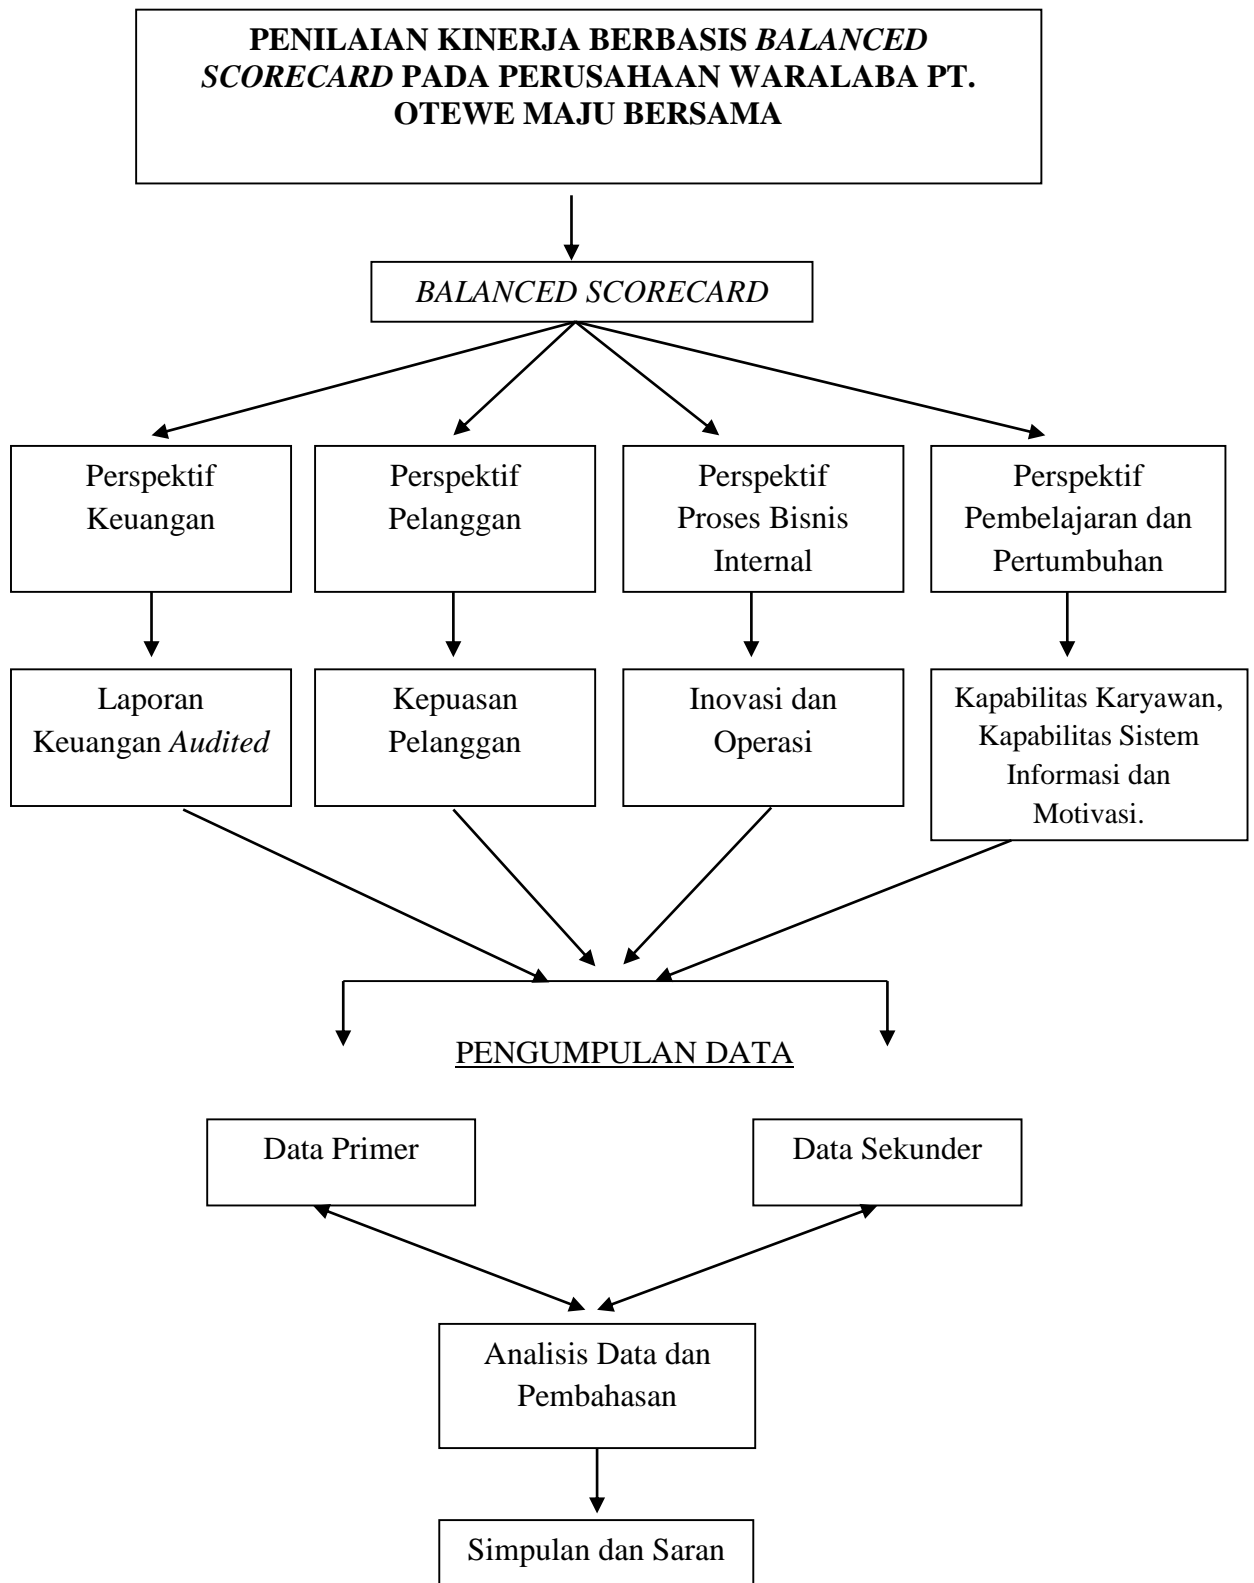 PENILAIAN KINERJA BERBASIS BALANCED
SCORECARD PADA PERUSAHAAN WARALABA PT.
OTEWE MAJU BERSAMA
BALANCED SCORECARD
Perspektif
Keuangan
Perspektif
Pelanggan
Perspektif
Proses Bisnis
Internal
Perspektif
Pembelajaran dan
Pertumbuhan
Laporan
Keuangan Audited
Kepuasan
Pelanggan
Inovasi dan
Operasi
Kapabilitas Karyawan,
Kapabilitas Sistem
Informasi dan
Motivasi.
PENGUMPULAN DATA
Data Primer
Data Sekunder
Analisis Data dan
Pembahasan
Simpulan dan Saran